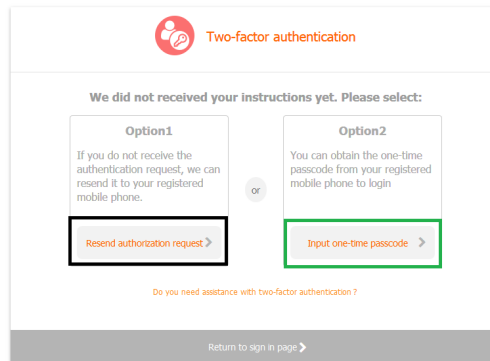 Two-factor authentication
We did not received your instructions yet. Please select:
Option1
If you do not receive the
authentication request, we can
resend it to your registered
mobile phone.
Resend authorization request
or
Option2
You can obtain the one-time
passcode from your registered
mobile phone to login
Input one-time passcode
Do you need assistance with two-factor authentication ?
Return to sign in page